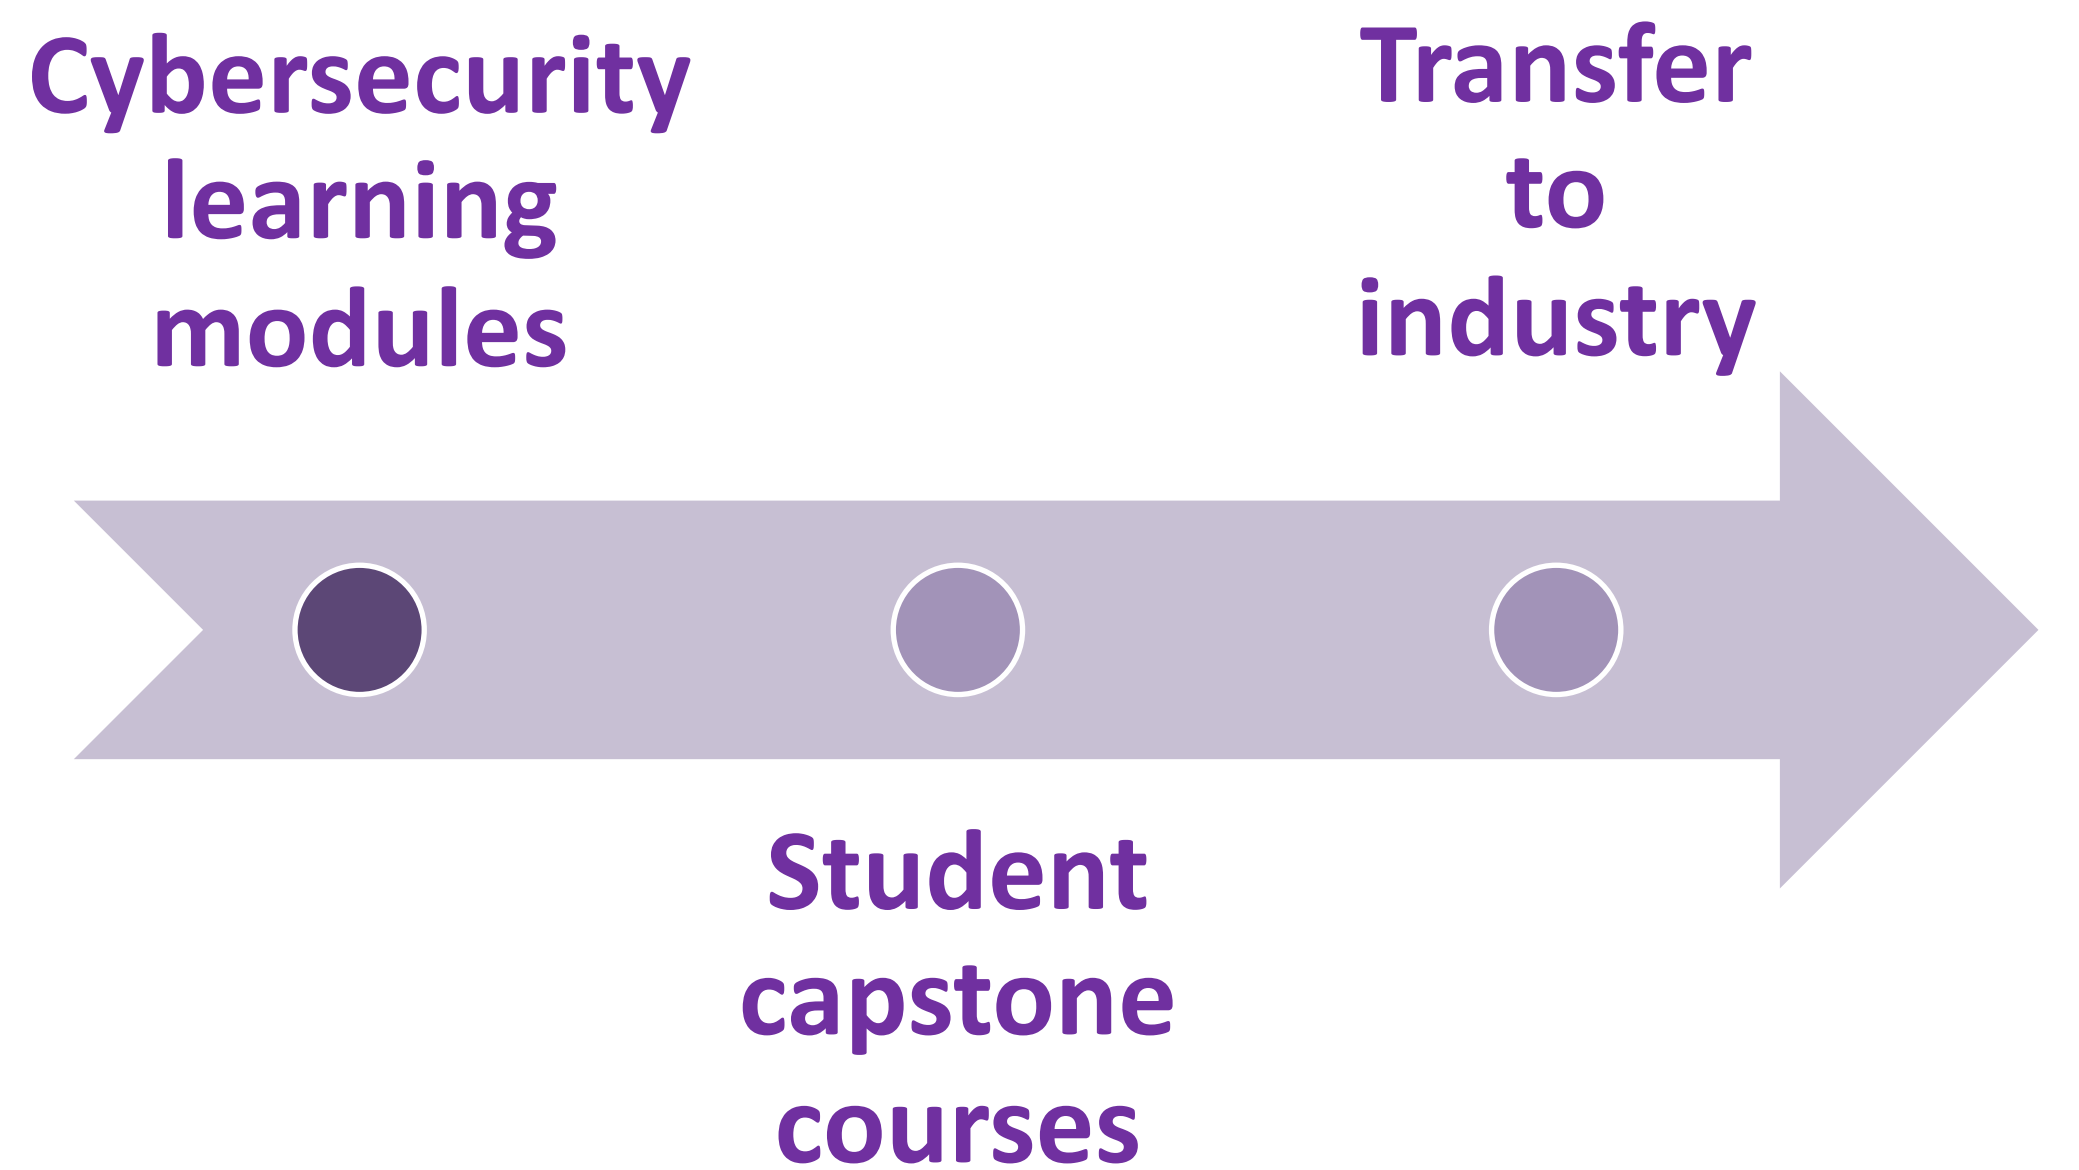 Cybersecurity
learning
modules
Transfer
to
industry
Student
capstone
courses